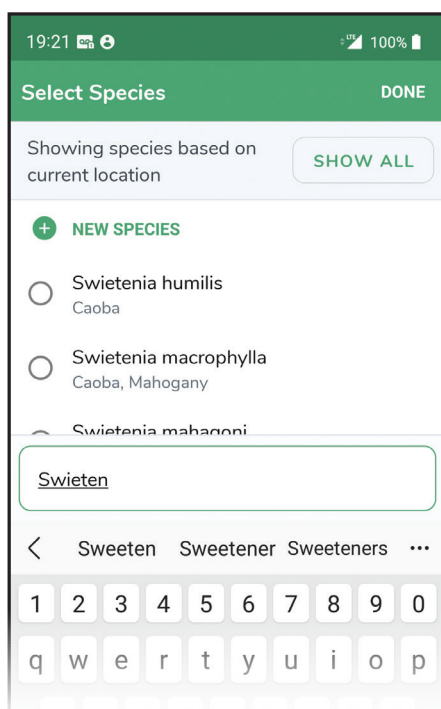 19:21 LTE 100%
Select Species DONE
Showing species based on
current location
SHOW ALL
NEW SPECIES
Swietenia humilis
Caoba
Swietenia macrophylla
Caoba, Mahogany
Swietenia mahagoni
Swieten
Sweeten Sweetener Sweeteners
1 2 3 4 5 6 7 8 9 0
q w e r t y u i o p